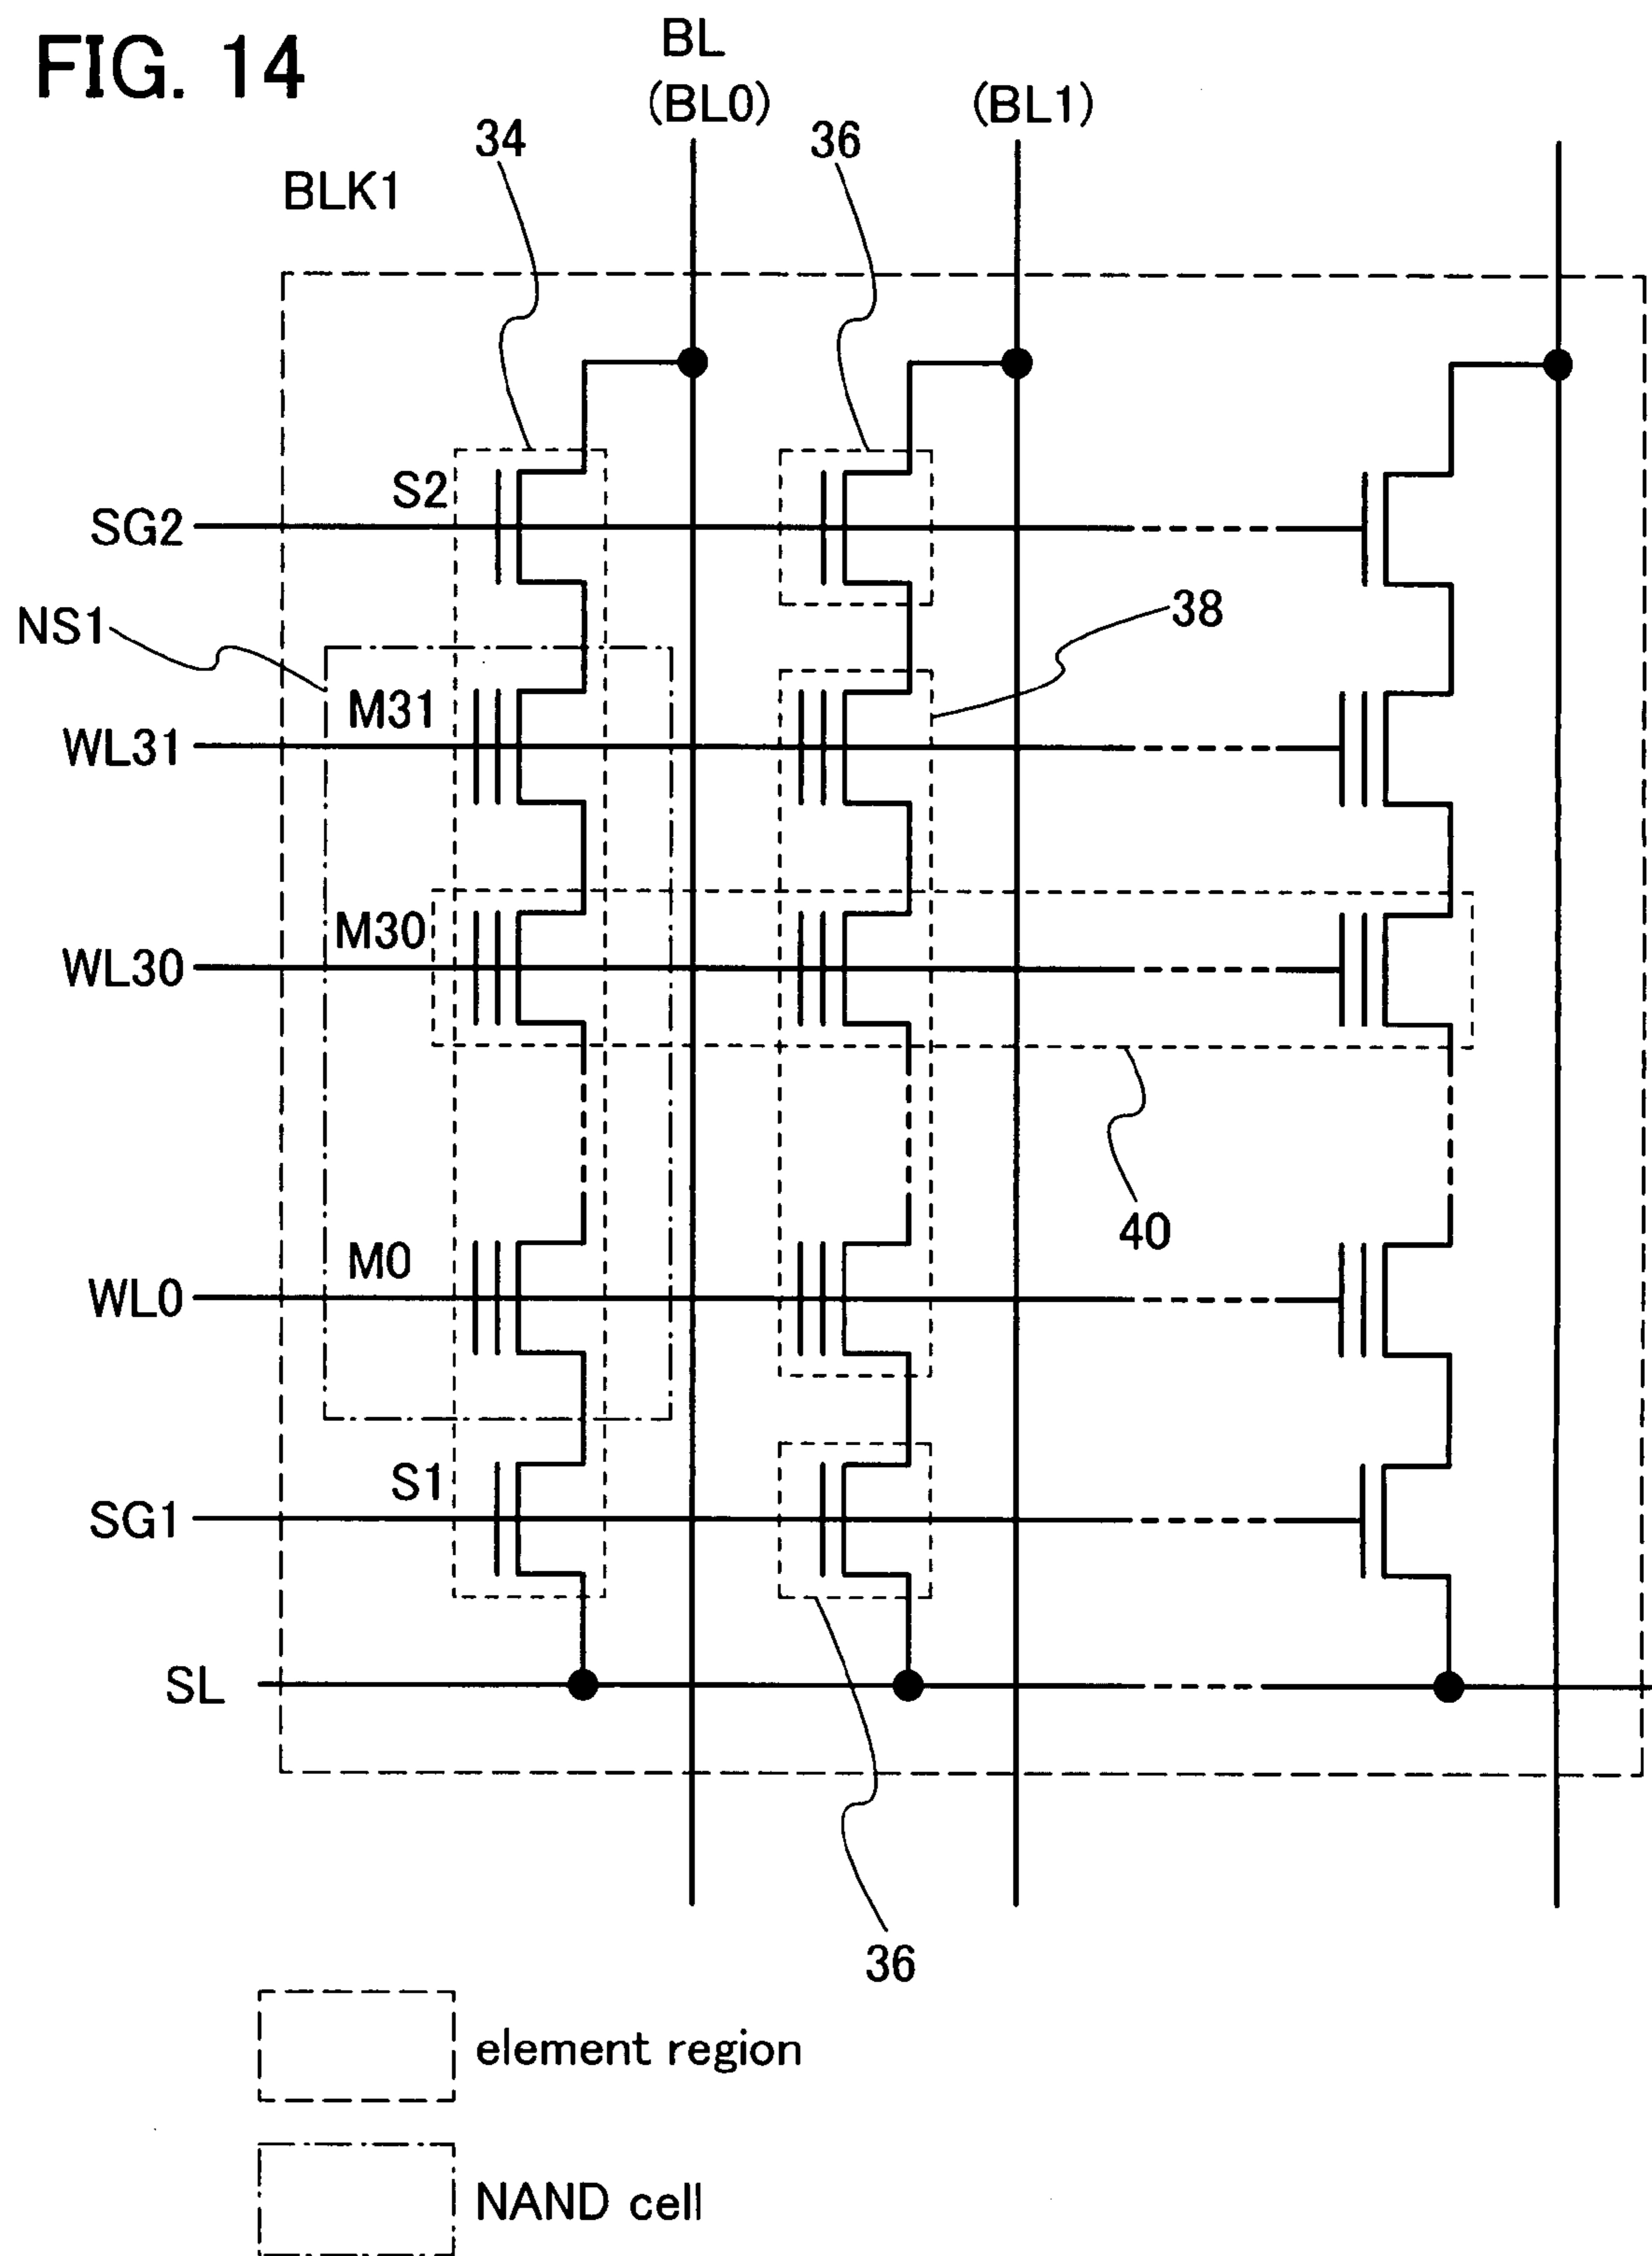 FIG. 14
BL
(BL0)
(BL1)
34
36
BLK1
S2
SG2
NS1
38
M31
WL31
M30
WL30
40
M0
WL0
S1
SG1
SL
36
element region
NAND cell